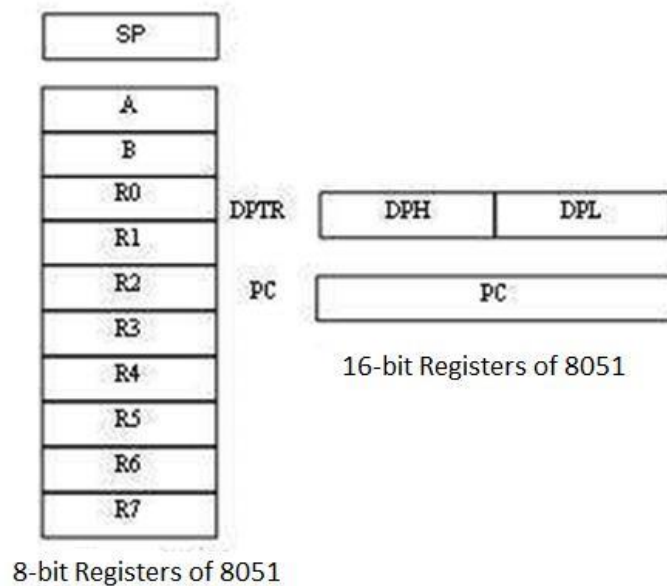 SP
A
B
R0
R1
R2
R3
R4
R5
R6
R7
8-bit Registers of 8051
DPTR DPH DPL
PC PC
16-bit Registers of 8051